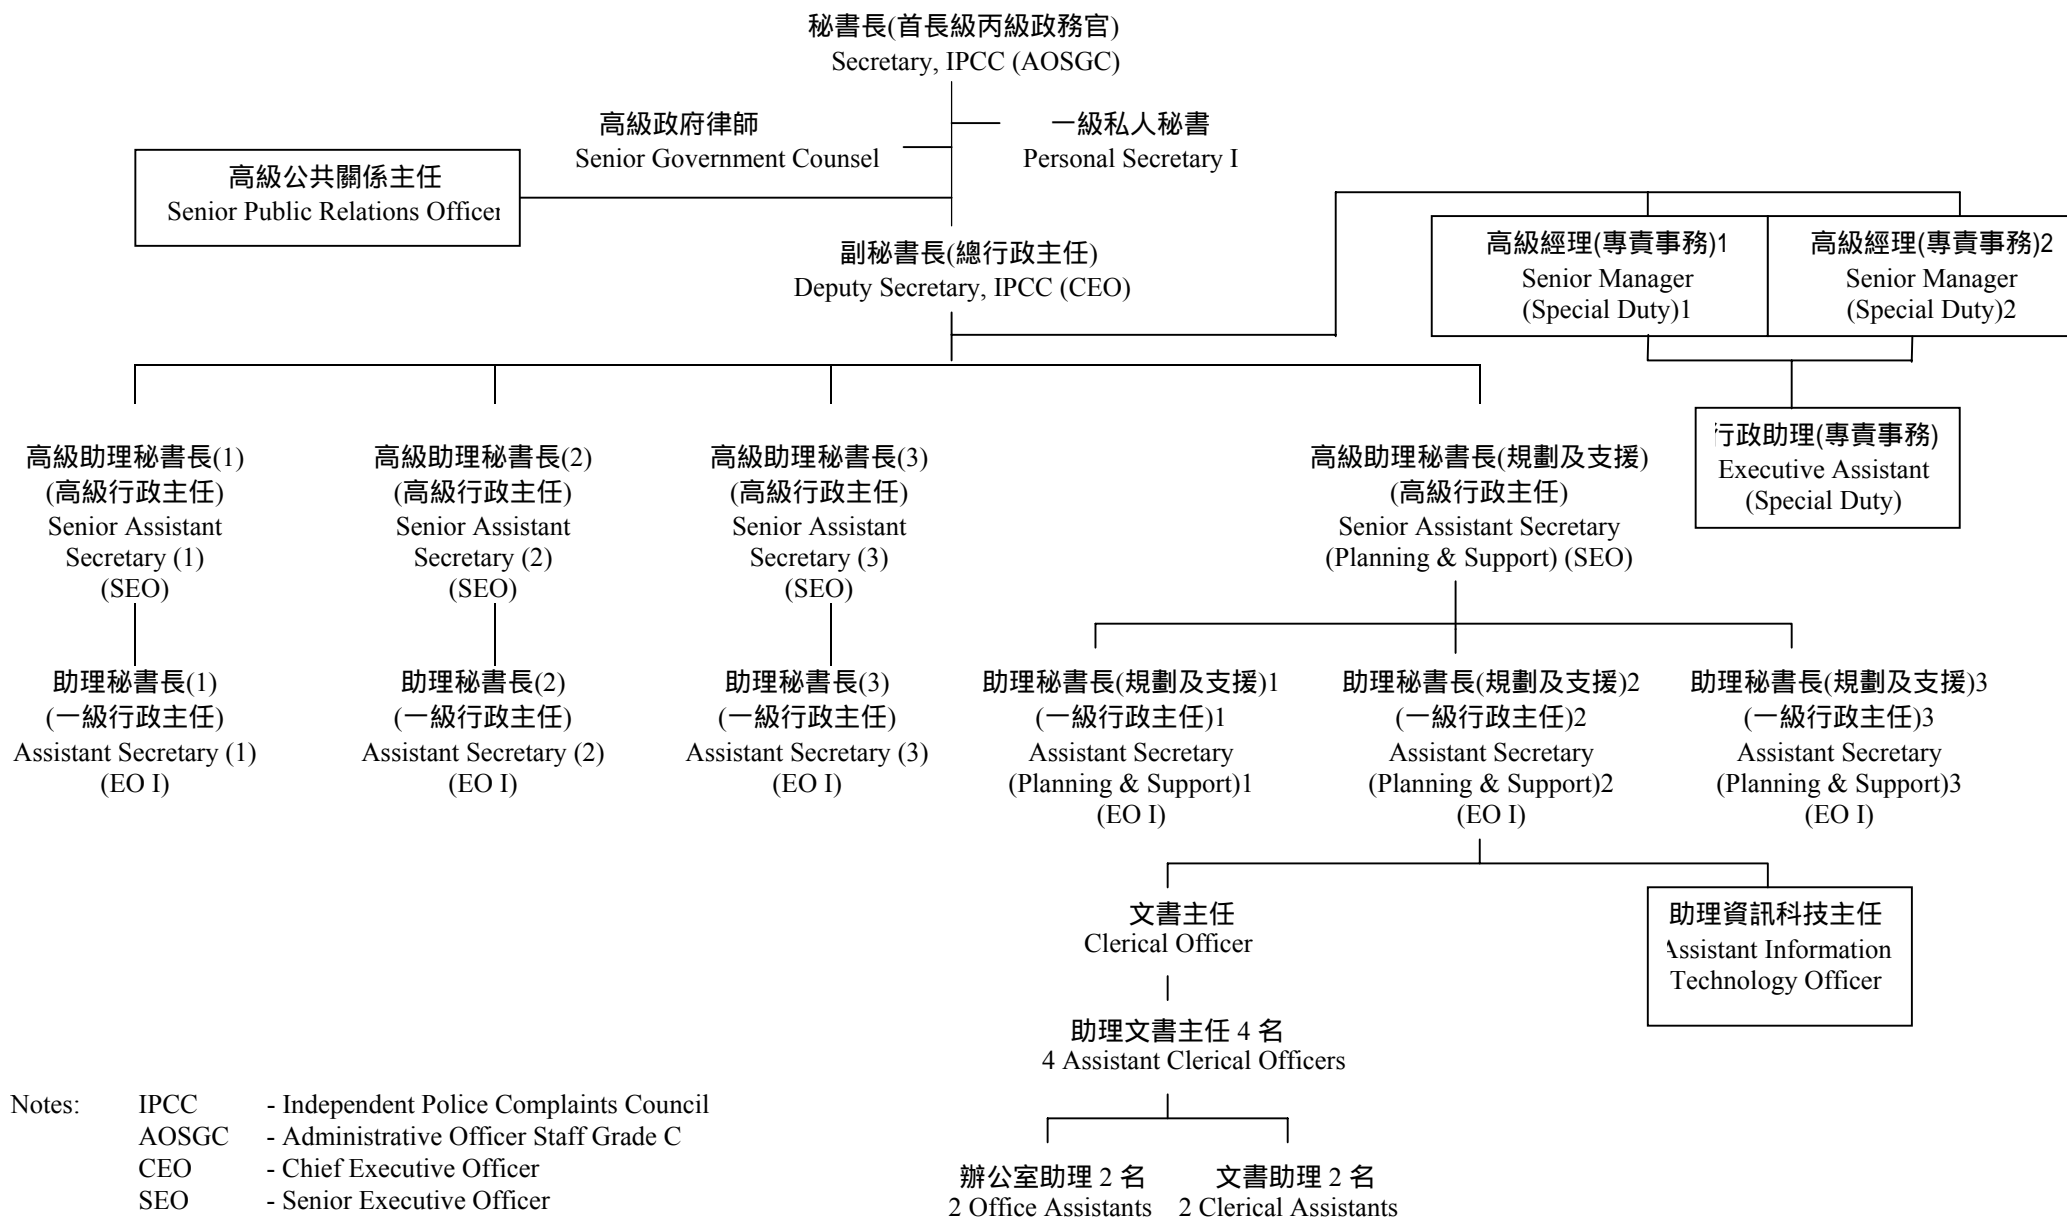 秘書長(首長級丙級政務官)
Secretary, IPCC (AOSGC)
高級政府律師
Senior Government Counsel
一級私人秘書
Personal Secretary I
高級公共關係主任
Senior Public Relations Officer
副秘書長(總行政主任)
Deputy Secretary, IPCC (CEO)
高級經理(專責事務)1
Senior Manager
(Special Duty)1
高級經理(專責事務)2
Senior Manager
(Special Duty)2
行政助理(專責事務)
Executive Assistant
(Special Duty)
高級助理秘書長(1)
(高級行政主任)
Senior Assistant
Secretary (1)
(SEO)
高級助理秘書長(2)
(高級行政主任)
Senior Assistant
Secretary (2)
(SEO)
高級助理秘書長(3)
(高級行政主任)
Senior Assistant
Secretary (3)
(SEO)
高級助理秘書長(規劃及支援)
(高級行政主任)
Senior Assistant Secretary
(Planning & Support) (SEO)
助理秘書長(1)
(一級行政主任)
Assistant Secretary (1)
(EO I)
助理秘書長(2)
(一級行政主任)
Assistant Secretary (2)
(EO I)
助理秘書長(3)
(一級行政主任)
Assistant Secretary (3)
(EO I)
助理秘書長(規劃及支援)1
(一級行政主任)1
Assistant Secretary
(Planning & Support)1
(EO I)
助理秘書長(規劃及支援)2
(一級行政主任)2
Assistant Secretary
(Planning & Support)2
(EO I)
助理秘書長(規劃及支援)3
(一級行政主任)3
Assistant Secretary
(Planning & Support)3
(EO I)
文書主任
Clerical Officer
助理資訊科技主任
Assistant Information
Technology Officer
助理文書主任 4 名
4 Assistant Clerical Officers
辦公室助理 2 名
2 Office Assistants
文書助理 2 名
2 Clerical Assistants
Notes: IPCC - Independent Police Complaints Council
AOSGC - Administrative Officer Staff Grade C
CEO - Chief Executive Officer
SEO - Senior Executive Officer